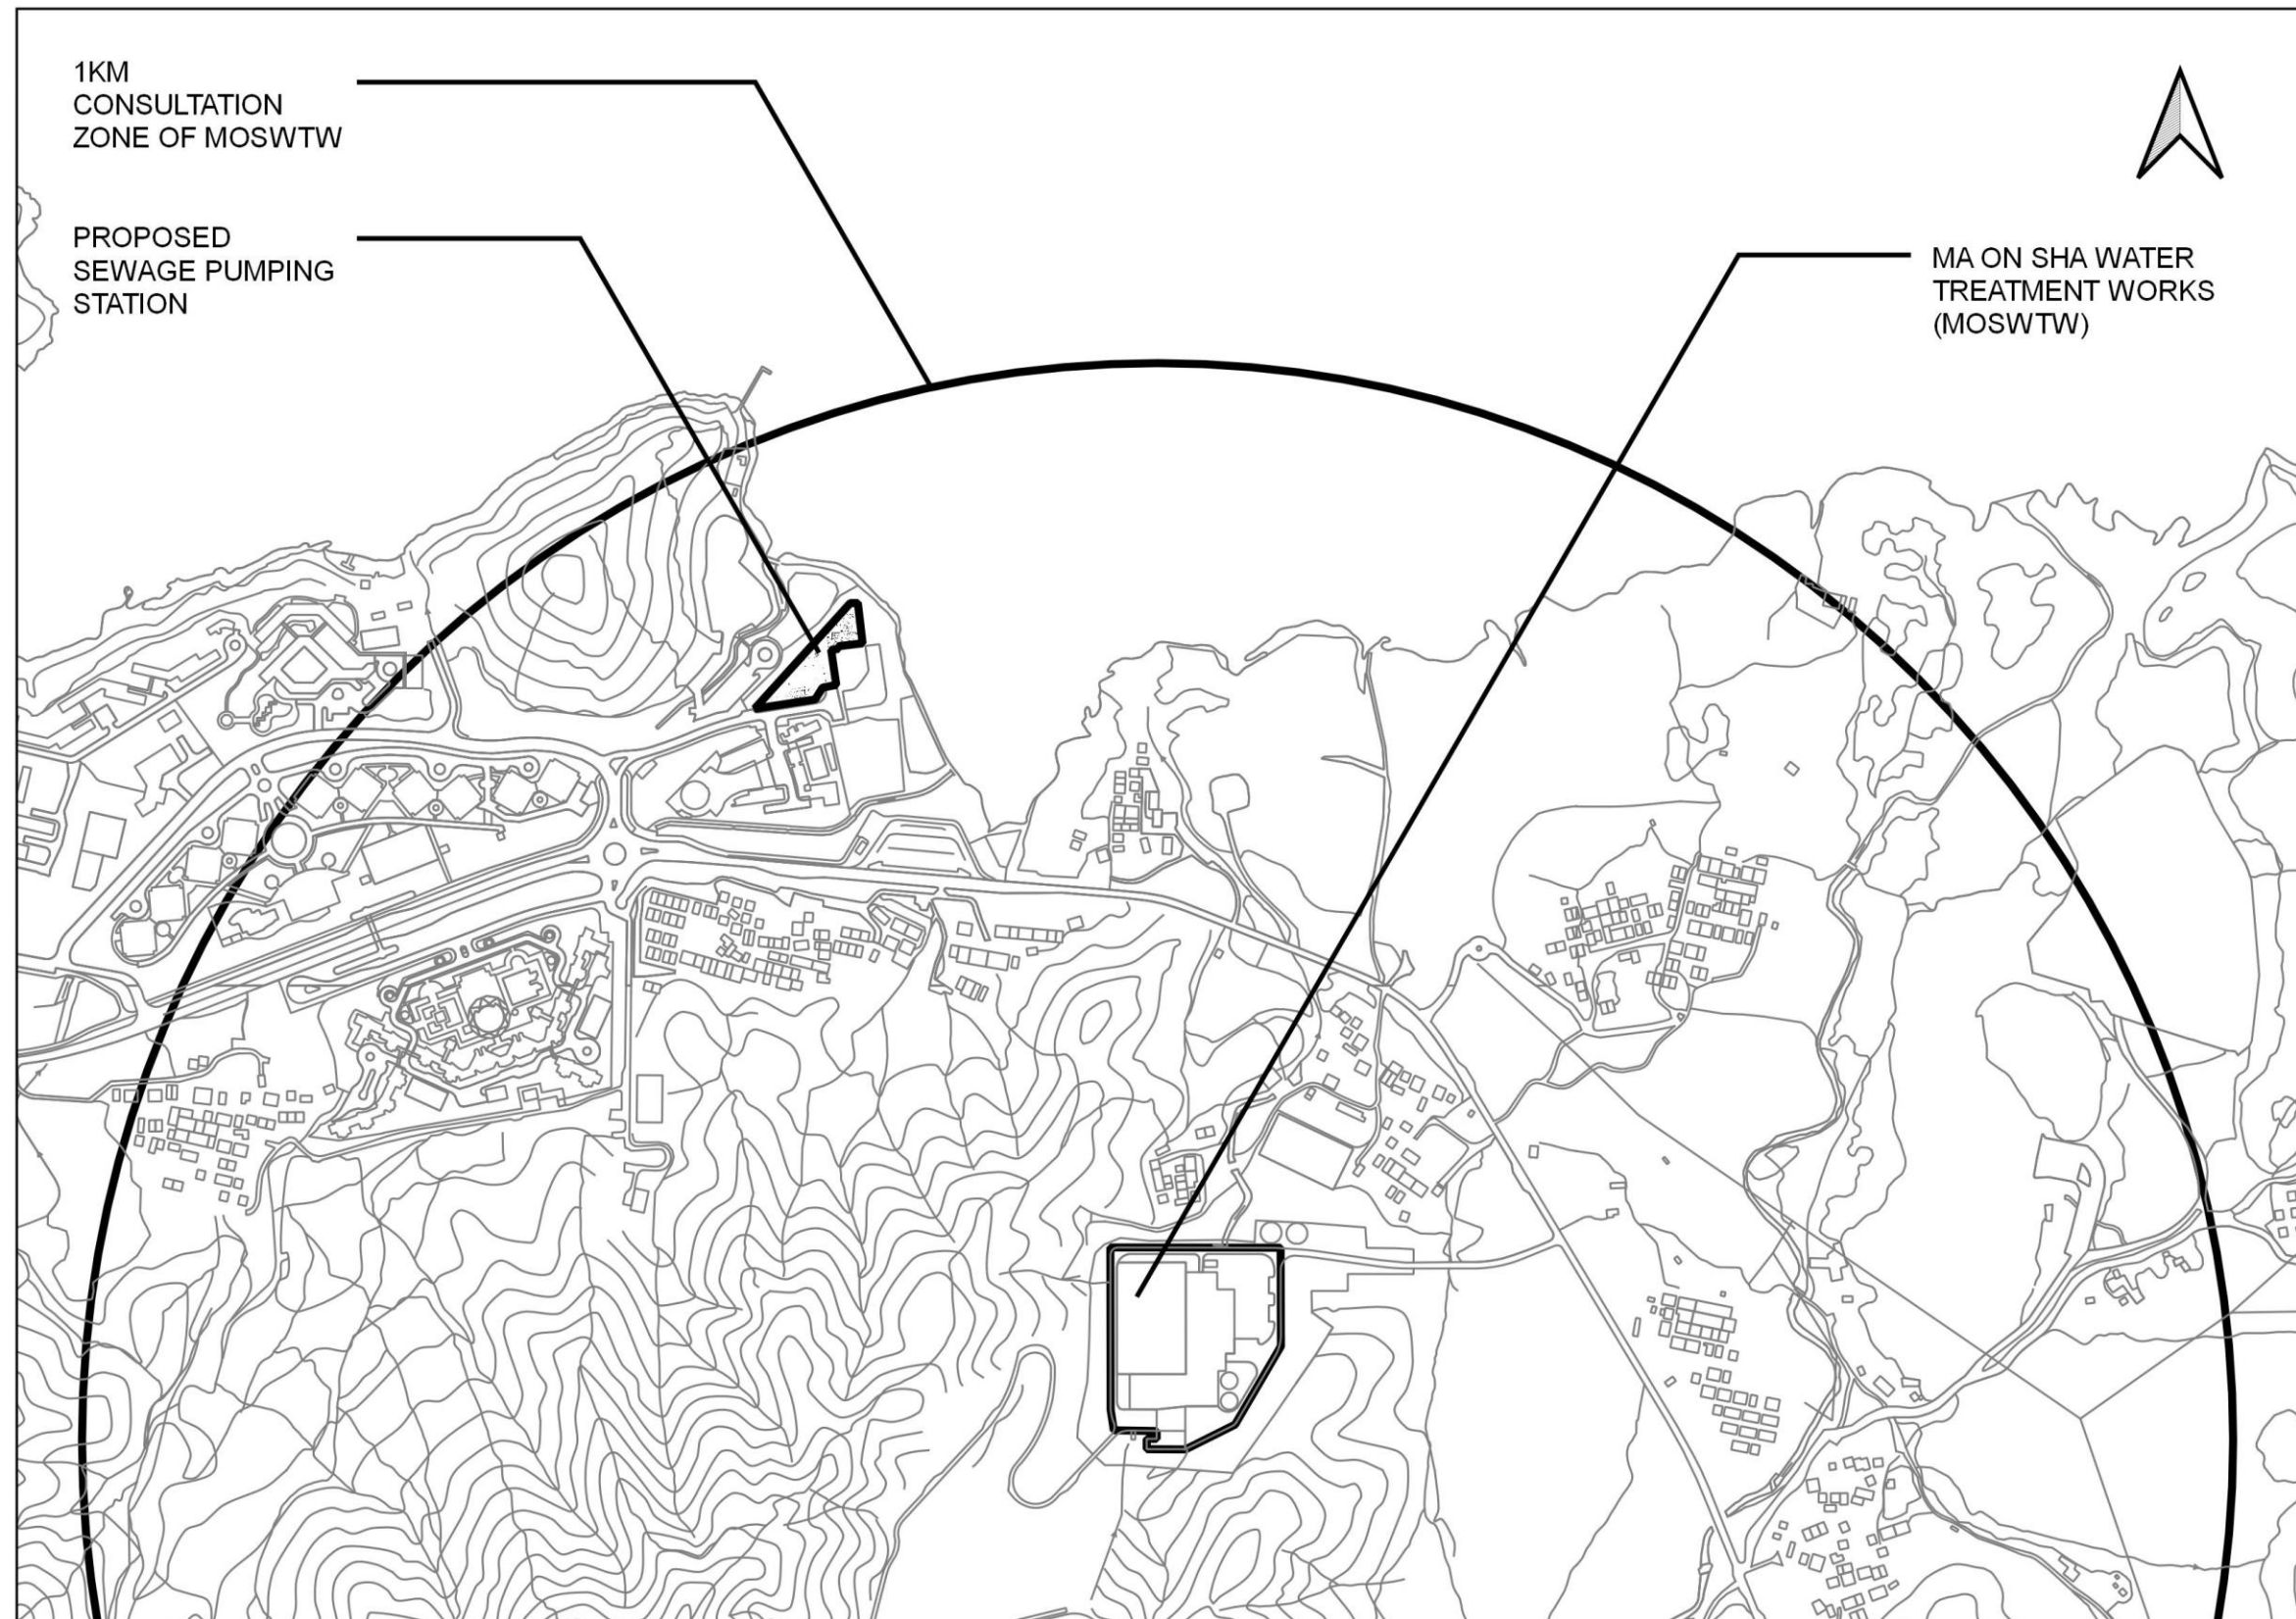 1KM
CONSULTATION
ZONE OF MOSWTW
PROPOSED
SEWAGE PUMPING
STATION
MA ON SHA WATER
TREATMENT WORKS
(MOSWTW)